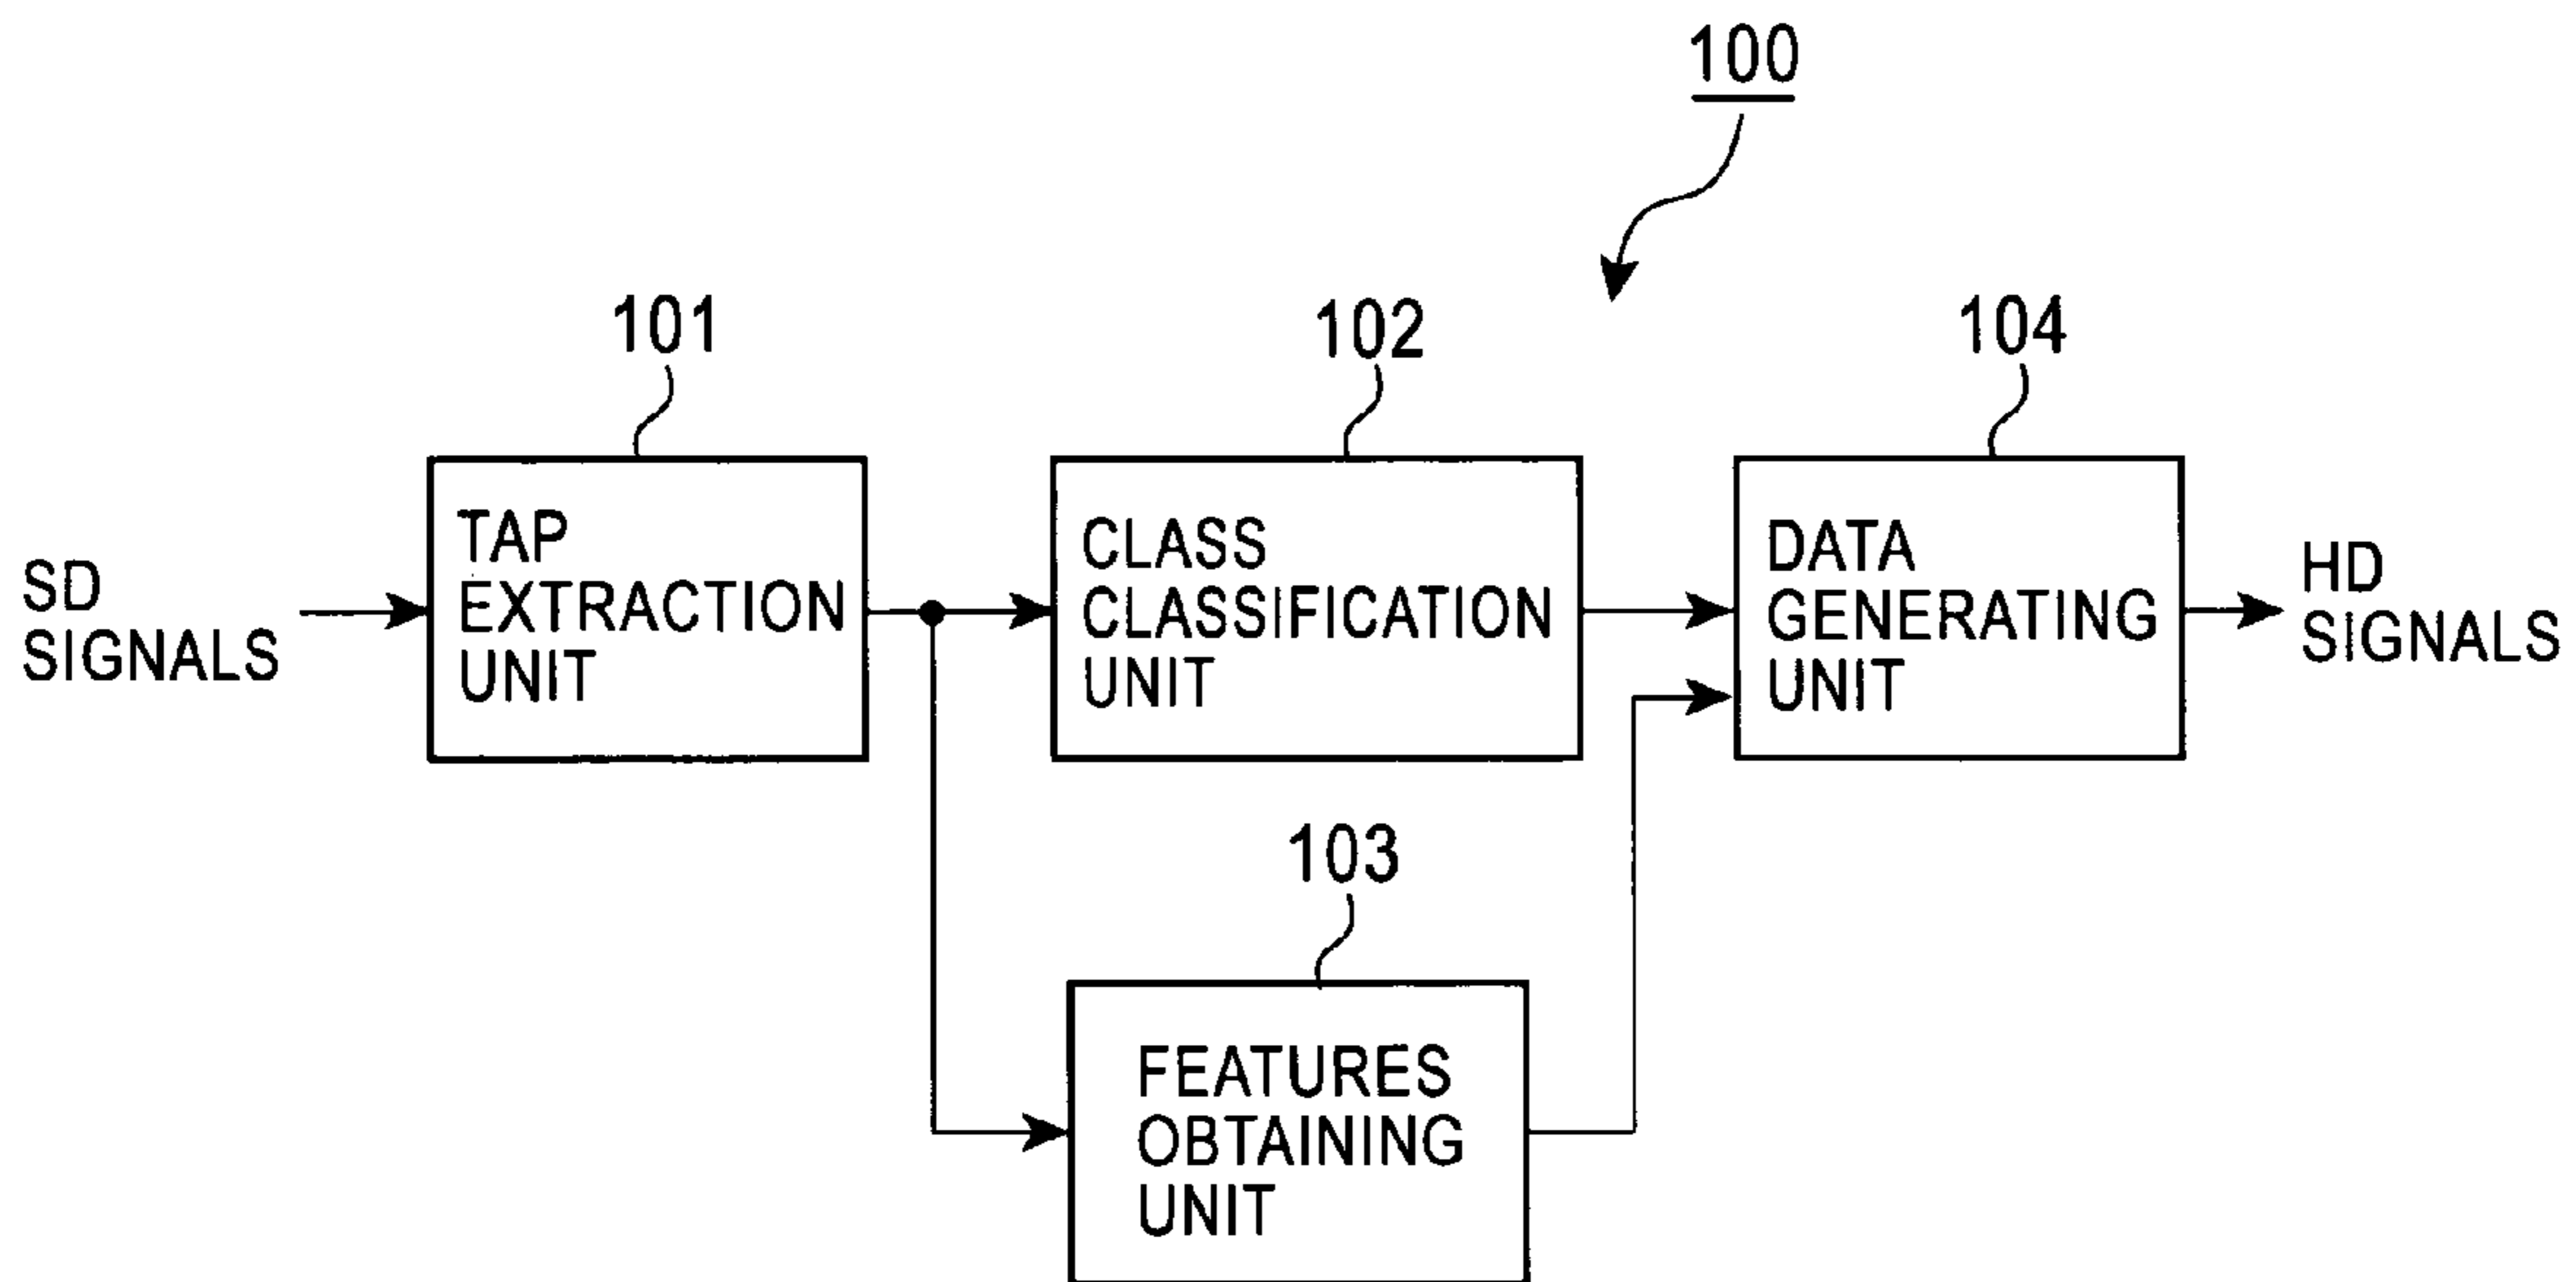 100
101
102
104
SD
SIGNALS
TAP
EXTRACTION
UNIT
CLASS
CLASSIFICATION
UNIT
DATA
GENERATING
UNIT
HD
SIGNALS
103
FEATURES
OBTAINING
UNIT